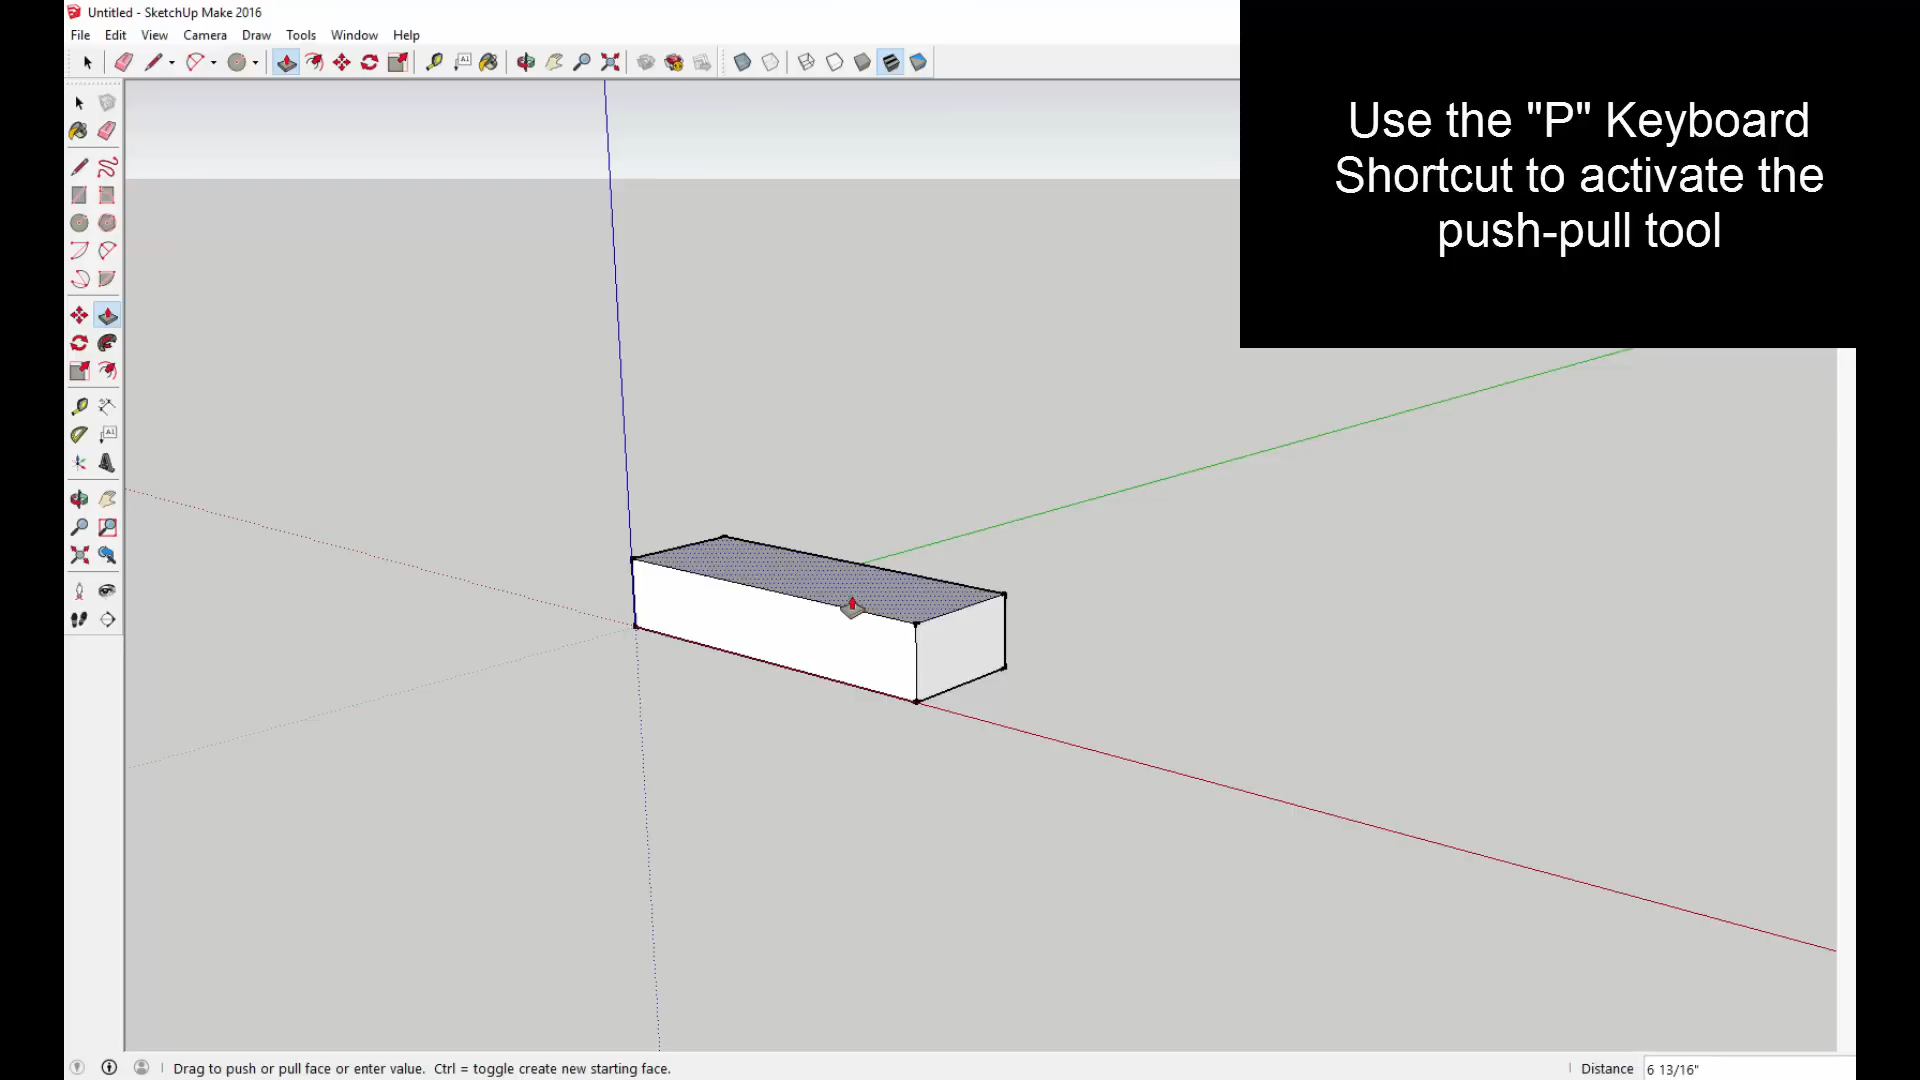 Untitled - SketchUp Make 2016
File Edit View Camera Draw Tools Window Help
Use the "P" Keyboard
Shortcut to activate the
push-pull tool
A1
A1
Drag to push or pull face or enter value. Ctrl = toggle create new starting face.
Distance 6 13/16"